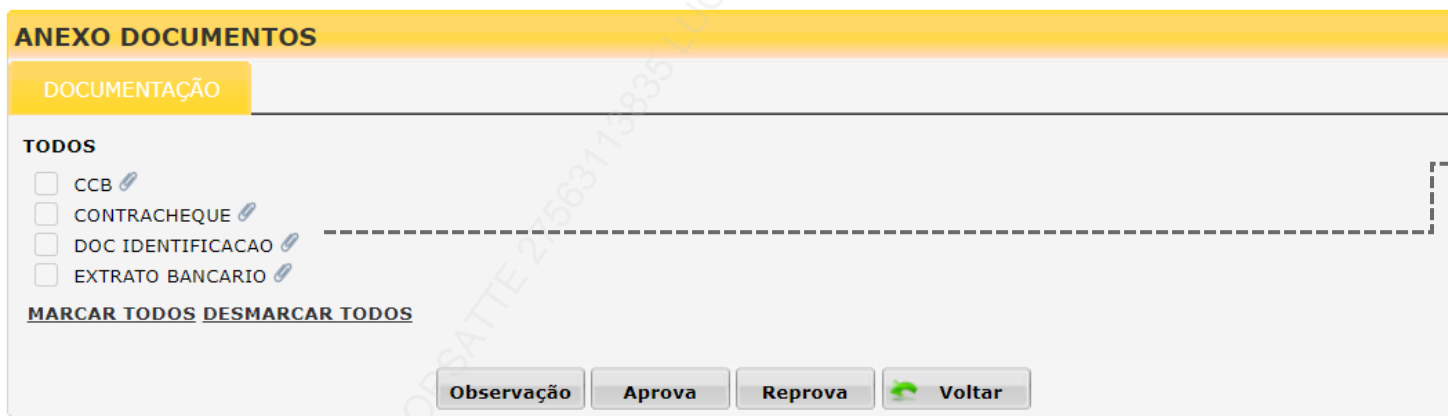 ANEXO DOCUMENTOS
DOCUMENTAÇÃO
TODOS
CCB
CONTRACHEQUE
DOC IDENTIFICACAO
EXTRATO BANCARIO
MARCAR TODOS DESMARCAR TODOS
Observação Aprova Reprova Voltar